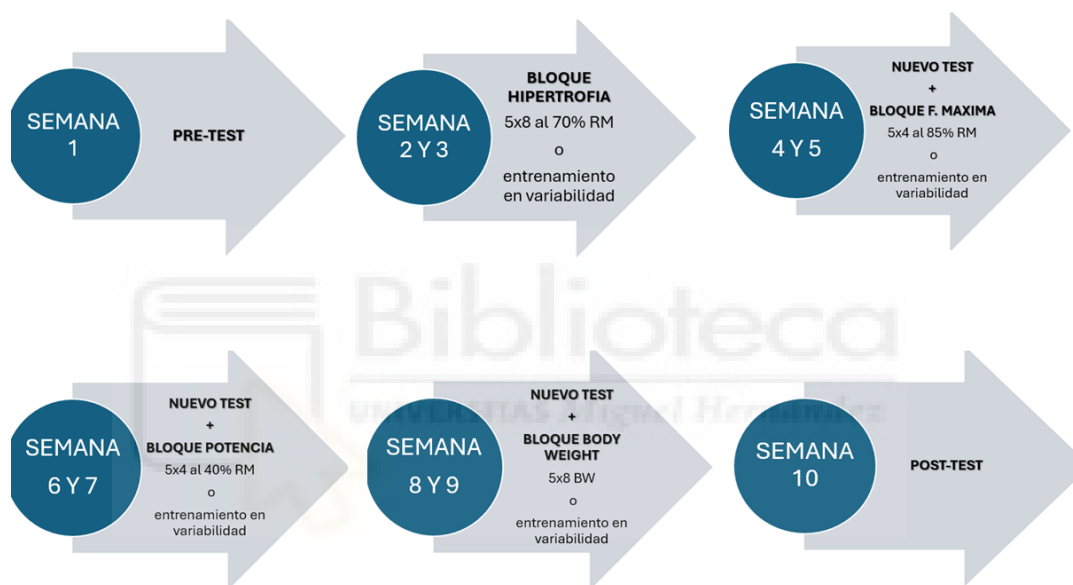 SEMANA
1
PRE-TEST
SEMANA
2 Y 3
BLOQUE
HIPERTROFIA
5x8 al 70% RM
o
entrenamiento
en variabilidad
SEMANA
4 Y 5
NUEVO TEST
+
BLOQUE F. MAXIMA
5x4 al 85% RM
o
entrenamiento en
variabilidad
Biblioteca
UNIVERSITAS Miguel Hernández
SEMANA
6 Y 7
NUEVO TEST
+
BLOQUE POTENCIA
5x4 al 40% RM
o
entrenamiento en
variabilidad
SEMANA
8 Y 9
NUEVO TEST
+
BLOQUE BODY
WEIGHT
5x8 BW
o
entrenamiento en
variabilidad
SEMANA
10
POST-TEST